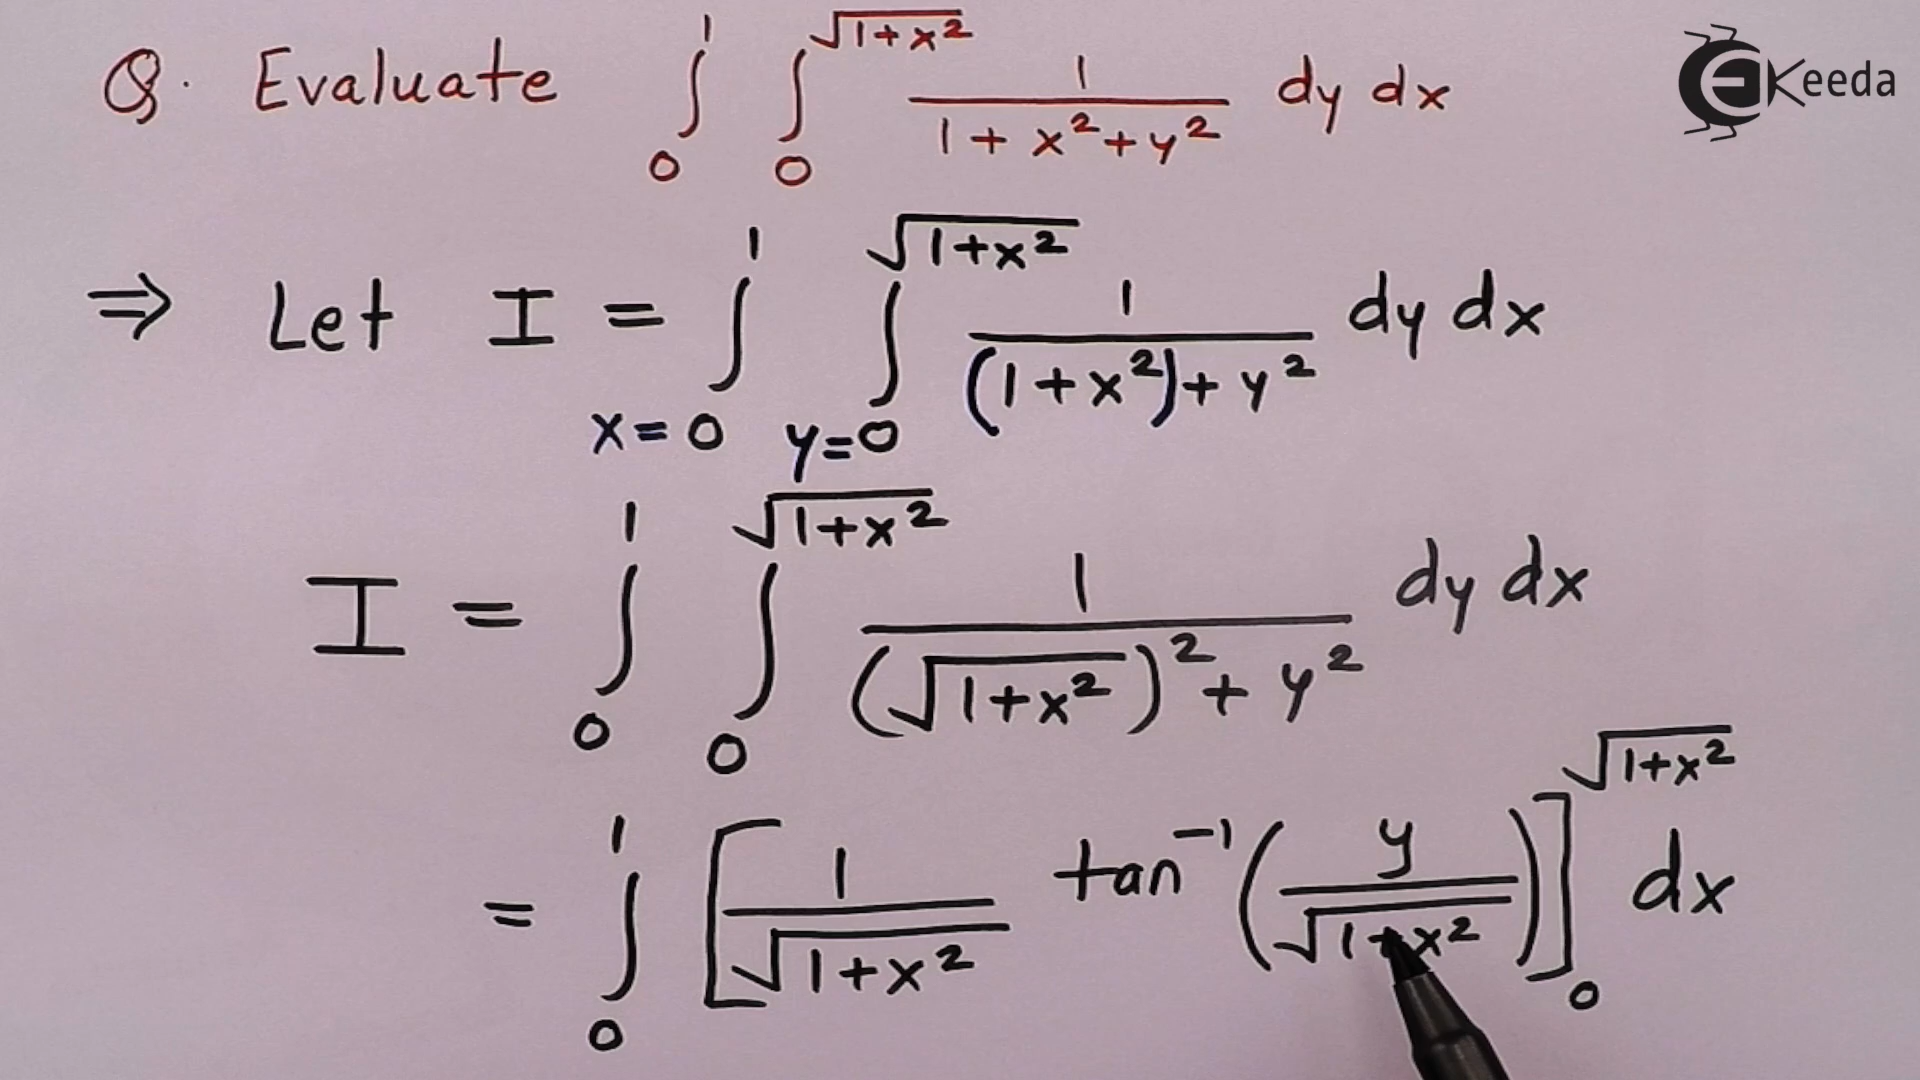 Q. Evaluate ∫₀¹ ∫₀^√(1+x²) 1/(1+x²+y²) dy dx
EKeeda
⇒ Let I = ∫_{x=0}^{1} ∫_{y=0}^{√(1+x²)} 1/((1+x²)+y²) dy dx
I = ∫₀¹ ∫₀^√(1+x²) 1/((√(1+x²))²+y²) dy dx
= ∫₀¹ [1/√(1+x²) tan⁻¹(y/√(1+x²))]₀^√(1+x²) dx